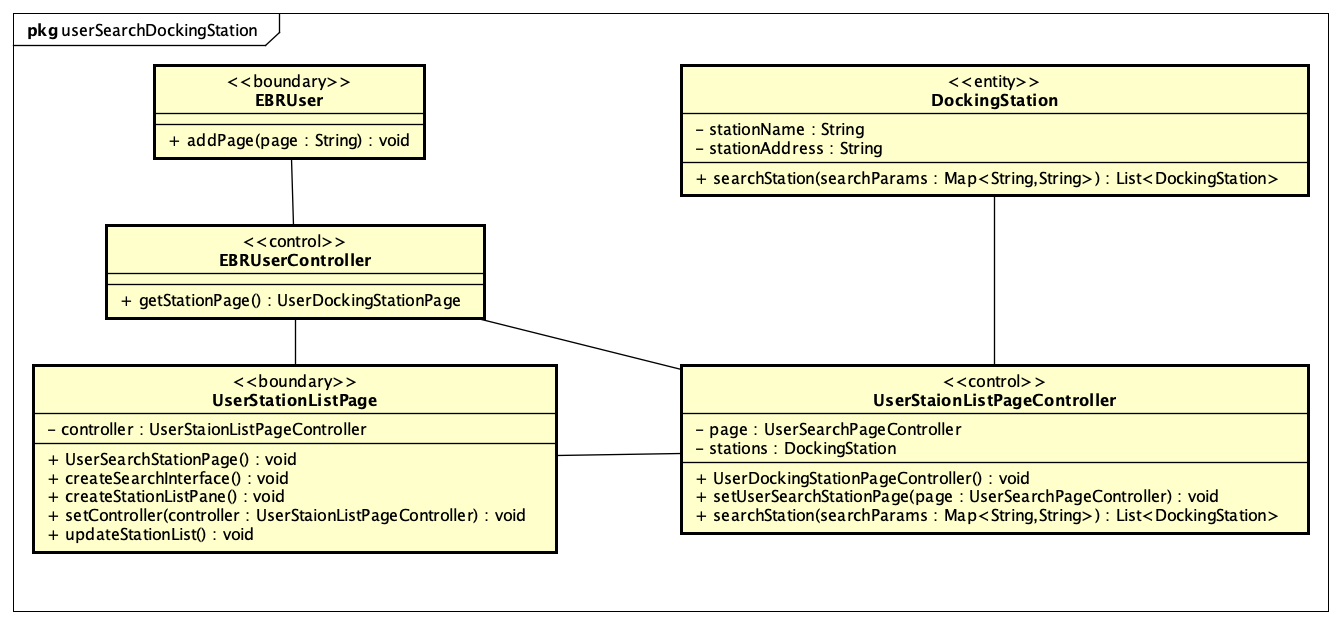 pkg userSearchDockingStation
<<boundary>>
EBRUser
+ addPage(page : String) : void
<<entity>>
DockingStation
- stationName : String
- stationAddress : String
+ searchStation(searchParams : Map<String,String>) : List<DockingStation>
<<control>>
EBRUserController
+ getStationPage() : UserDockingStationPage
<<boundary>>
UserStationListPage
- controller : UserStaionListPageController
+ UserSearchStationPage() : void
+ createSearchInterface() : void
+ createStationListPane() : void
+ setController(controller : UserStaionListPageController) : void
+ updateStationList() : void
<<control>>
UserStaionListPageController
- page : UserSearchPageController
- stations : DockingStation
+ UserDockingStationPageController() : void
+ setUserSearchStationPage(page : UserSearchPageController) : void
+ searchStation(searchParams : Map<String,String>) : List<DockingStation>